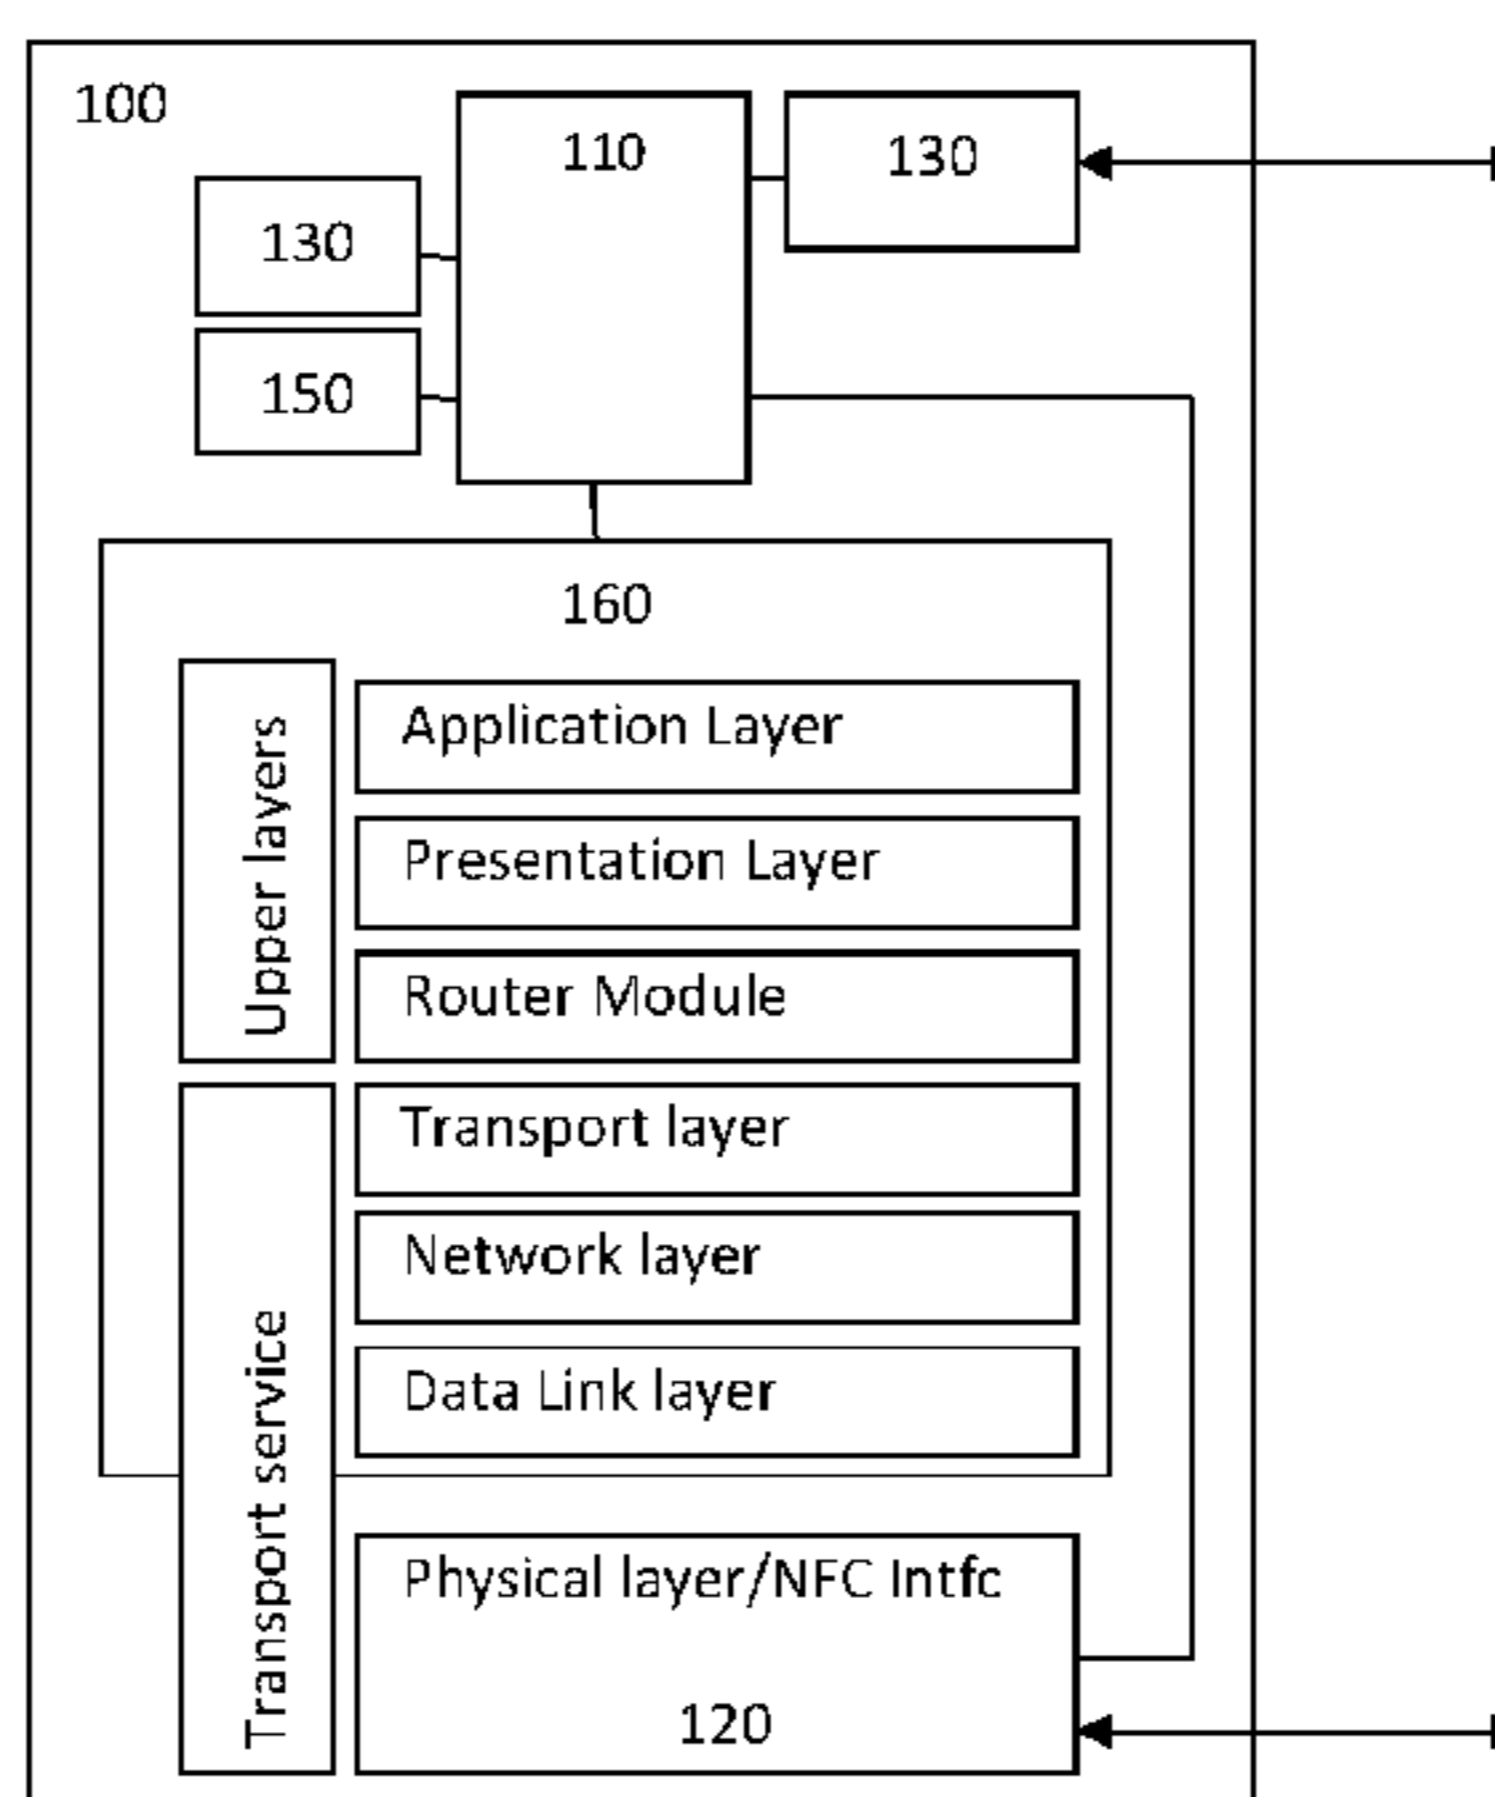 100
110
130
130
150
160
Upper layers
Application Layer
Presentation Layer
Router Module
Transport service
Transport layer
Network layer
Data Link layer
Physical layer/NFC Intfc
120